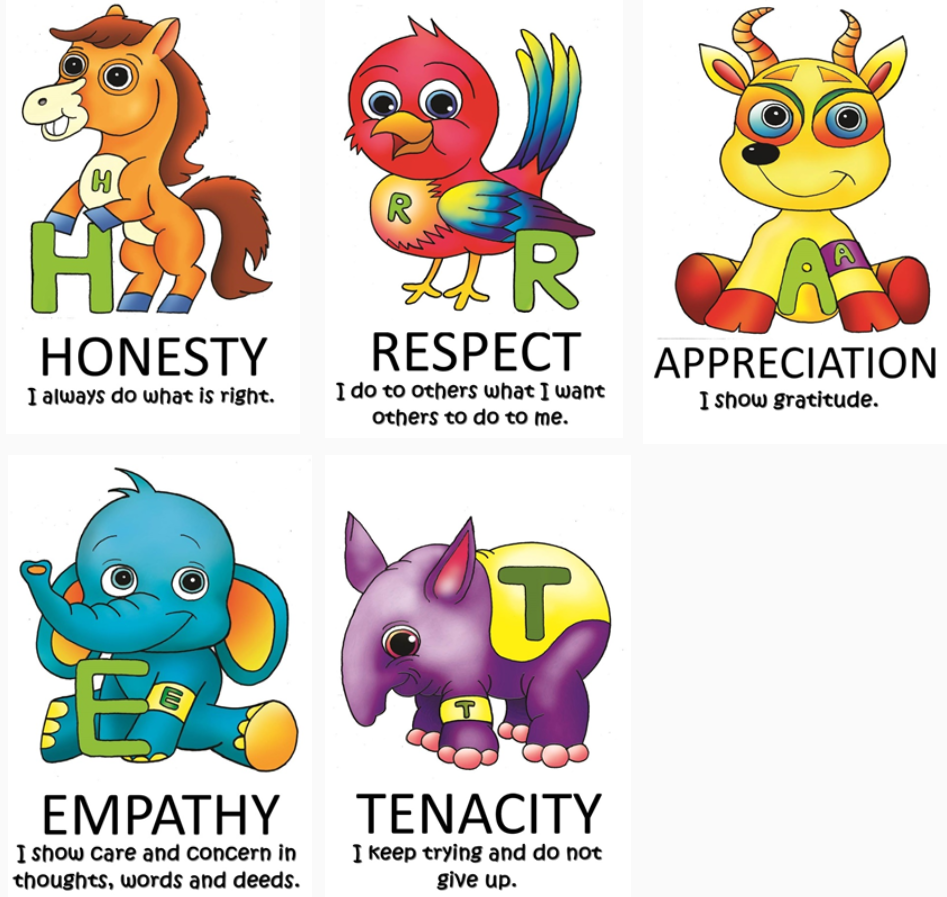 H
H
HONESTY
I always do what is right.
R
R
RESPECT
I do to others what I want
others to do to me.
A
A
APPRECIATION
I show gratitude.
E
E
EMPATHY
I show care and concern in
thoughts, words and deeds.
T
T
TENACITY
I keep trying and do not
give up.